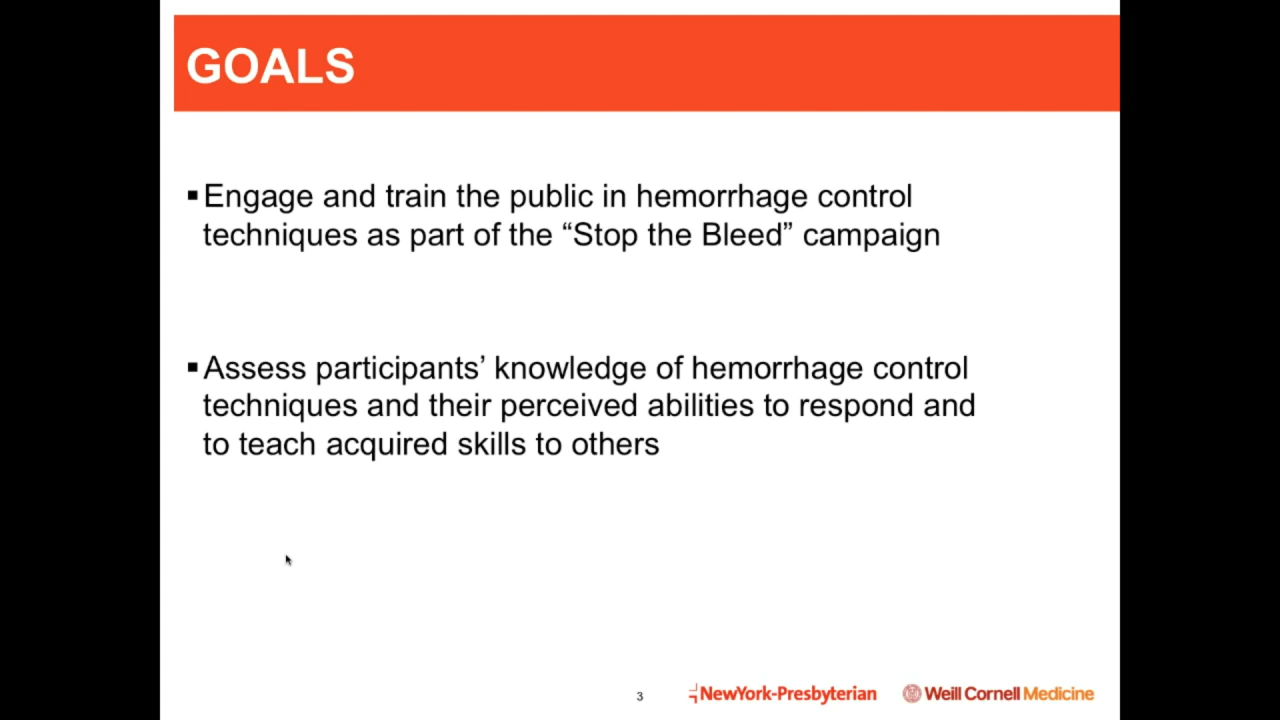 GOALS
▪Engage and train the public in hemorrhage control
techniques as part of the “Stop the Bleed” campaign
▪Assess participants’ knowledge of hemorrhage control
techniques and their perceived abilities to respond and
to teach acquired skills to others
3
NewYork-Presbyterian
Weill Cornell Medicine